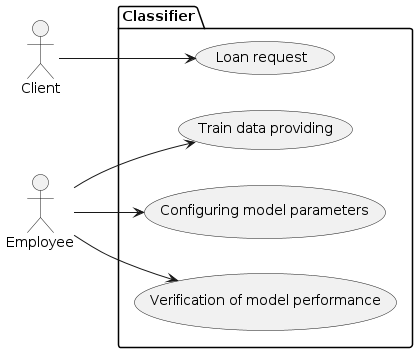 Classifier
Loan request
Client
Train data providing
Configuring model parameters
Employee
Verification of model performance